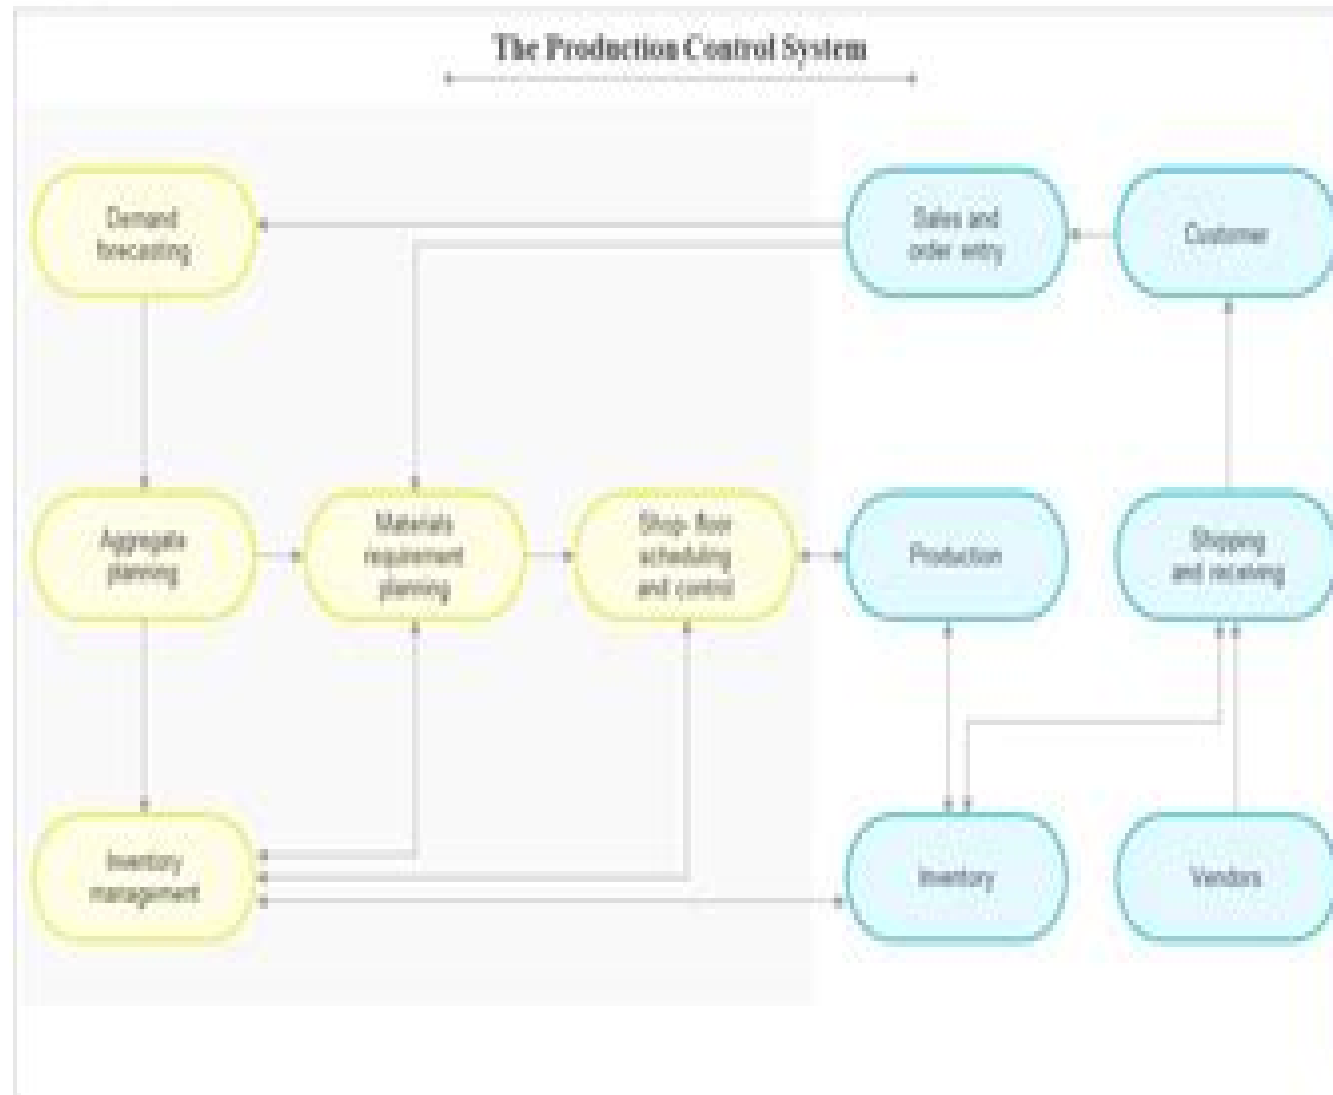 The Production Control System
Demand
forecasting
Sales and
order entry
Customer
Aggregate
planning
Materials
requirement
planning
Shop- floor
scheduling
and control
Production
Shipping
and receiving
Inventory
management
Inventory
Vendors